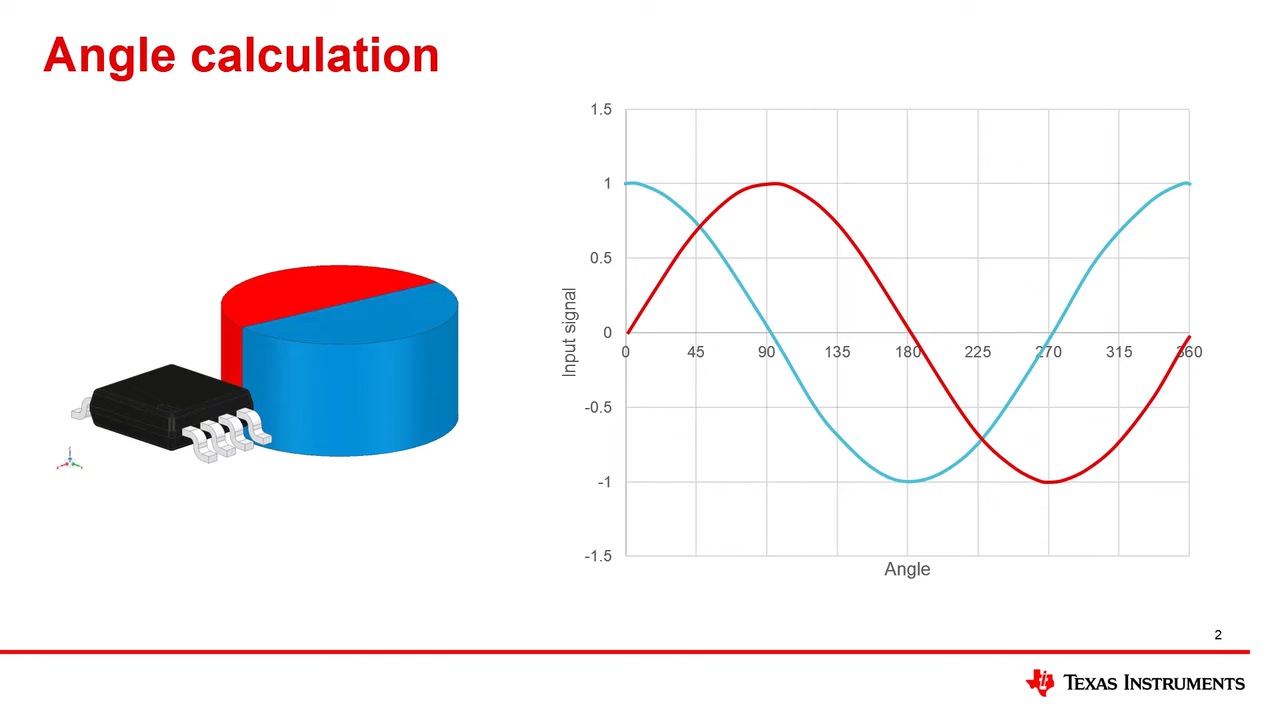 Angle calculation
1.5
1
0.5
0
-0.5
-1
-1.5
Input signal
0 45 90 135 180 225 270 315 360
Angle
2
TEXAS INSTRUMENTS